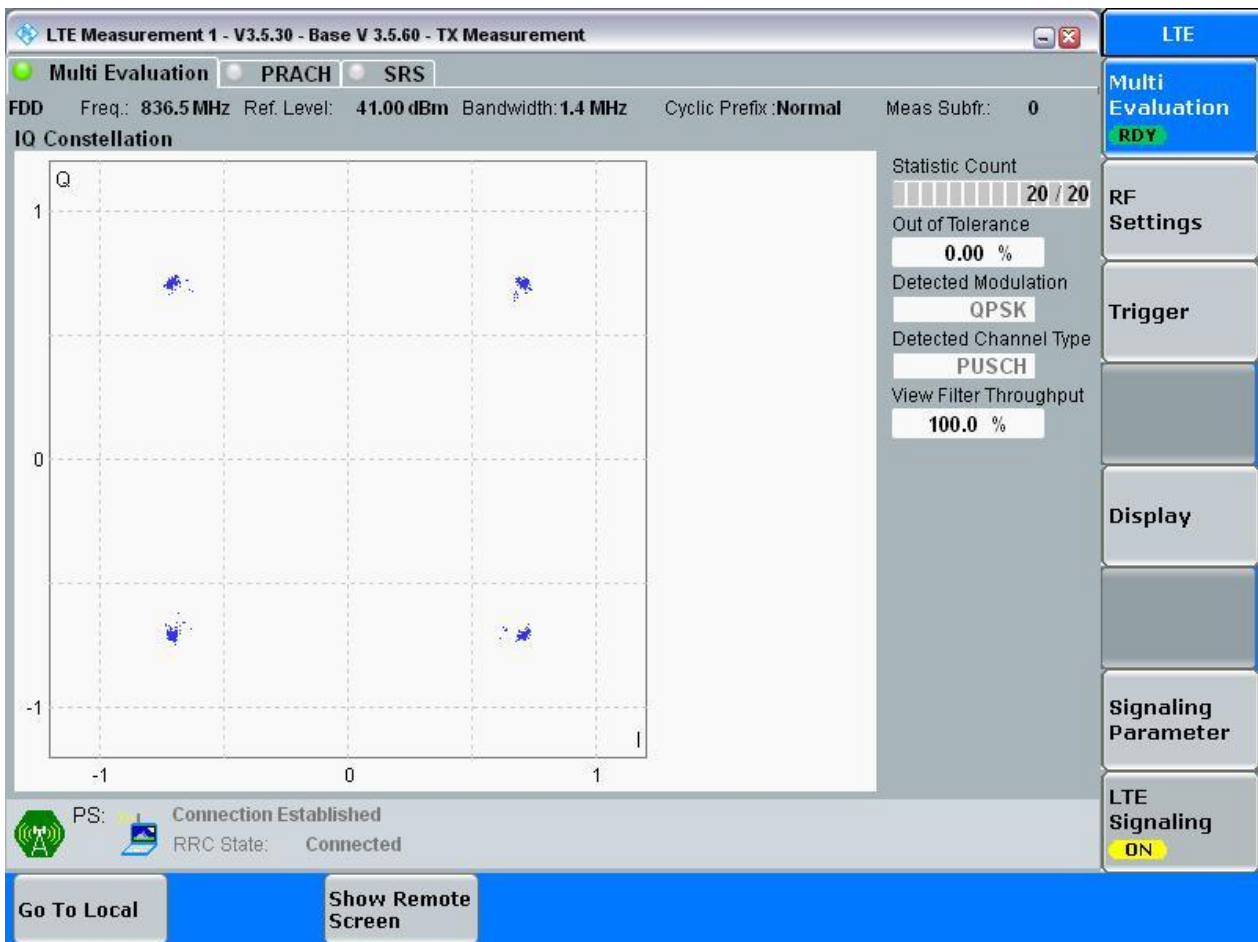 LTE Measurement 1 - V3.5.30 - Base V 3.5.60 - TX Measurement
Multi Evaluation PRACH SRS
FDD Freq.: 836.5 MHz Ref. Level: 41.00 dBm Bandwidth: 1.4 MHz Cyclic Prefix :Normal Meas Subfr.: 0
IQ Constellation
Q
1
0
-1
I
-1 0 1
Statistic Count
20 / 20
Out of Tolerance
0.00 %
Detected Modulation
QPSK
Detected Channel Type
PUSCH
View Filter Throughput
100.0 %
PS: Connection Established
RRC State: Connected
LTE
Multi
Evaluation
RDY
RF
Settings
Trigger
Display
Signaling
Parameter
LTE
Signaling
ON
Go To Local
Show Remote
Screen